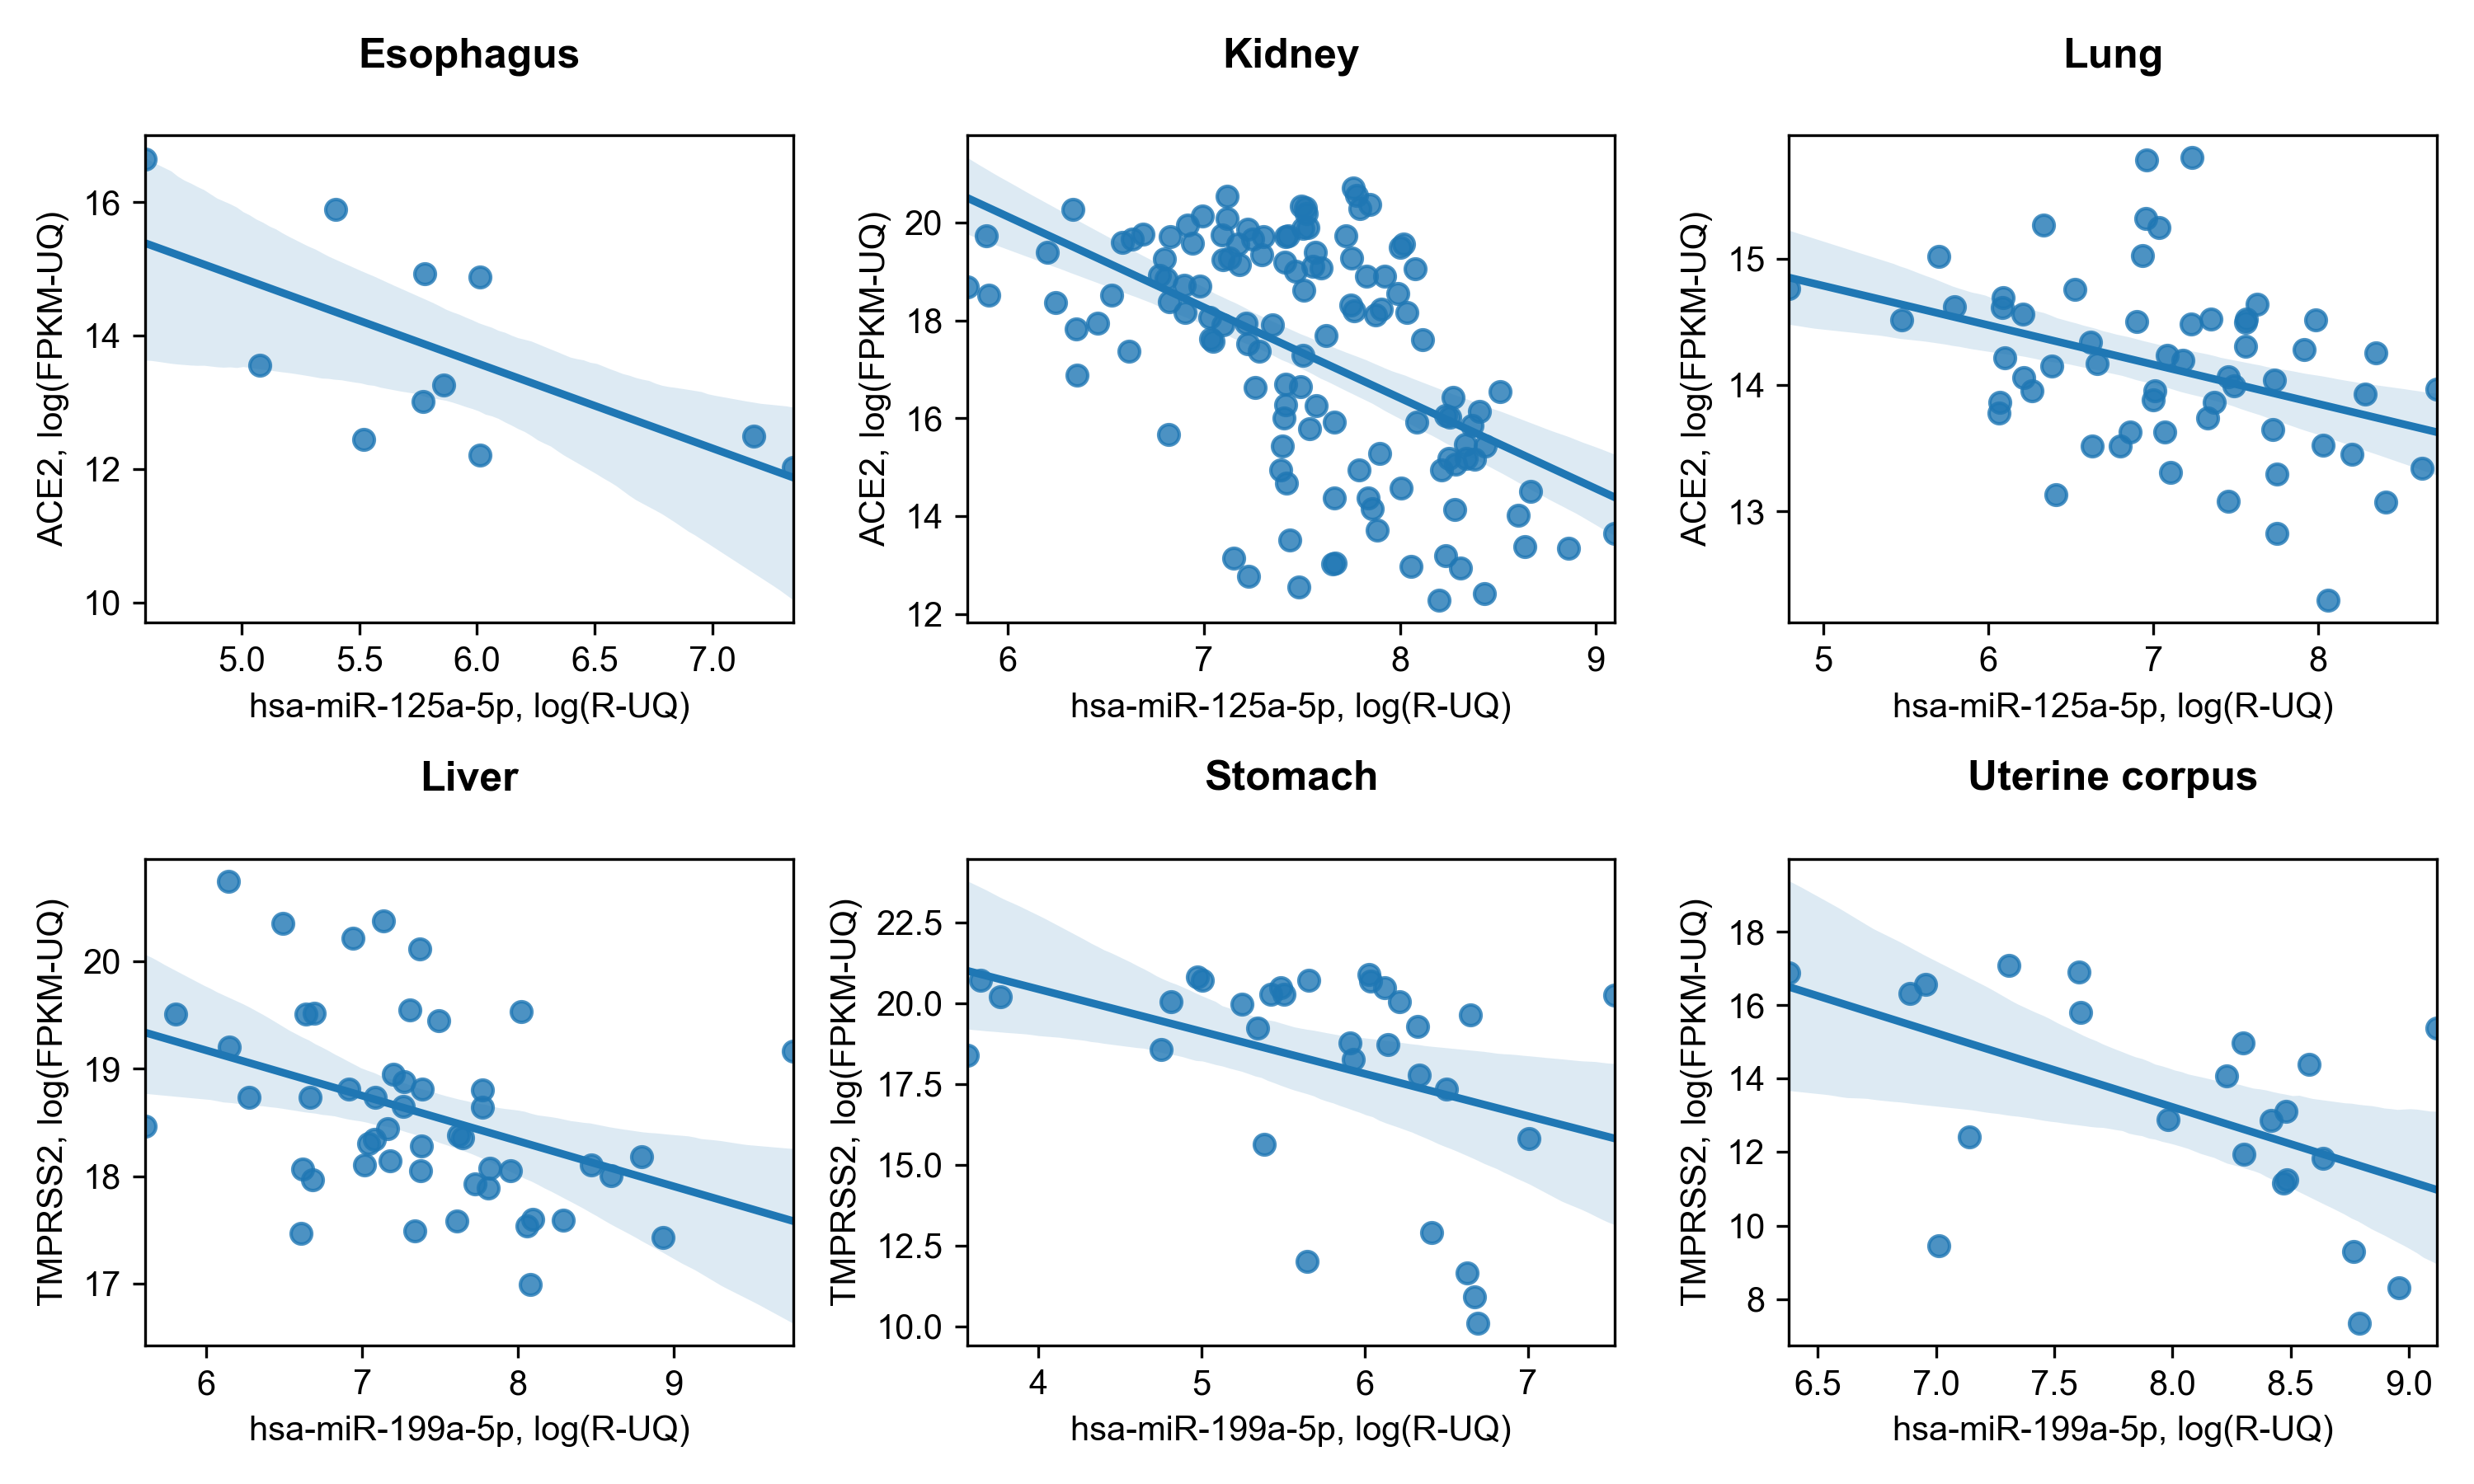 Esophagus
Kidney
Lung
ACE2, log(FPKM-UQ)
16
14
12
10
5.0 5.5 6.0 6.5 7.0
hsa-miR-125a-5p, log(R-UQ)
ACE2, log(FPKM-UQ)
20
18
16
14
12
6 7 8 9
hsa-miR-125a-5p, log(R-UQ)
ACE2, log(FPKM-UQ)
15
14
13
5 6 7 8
hsa-miR-125a-5p, log(R-UQ)
Liver
Stomach
Uterine corpus
TMPRSS2, log(FPKM-UQ)
20
19
18
17
6 7 8 9
hsa-miR-199a-5p, log(R-UQ)
TMPRSS2, log(FPKM-UQ)
22.5
20.0
17.5
15.0
12.5
10.0
4 5 6 7
hsa-miR-199a-5p, log(R-UQ)
TMPRSS2, log(FPKM-UQ)
18
16
14
12
10
8
6.5 7.0 7.5 8.0 8.5 9.0
hsa-miR-199a-5p, log(R-UQ)